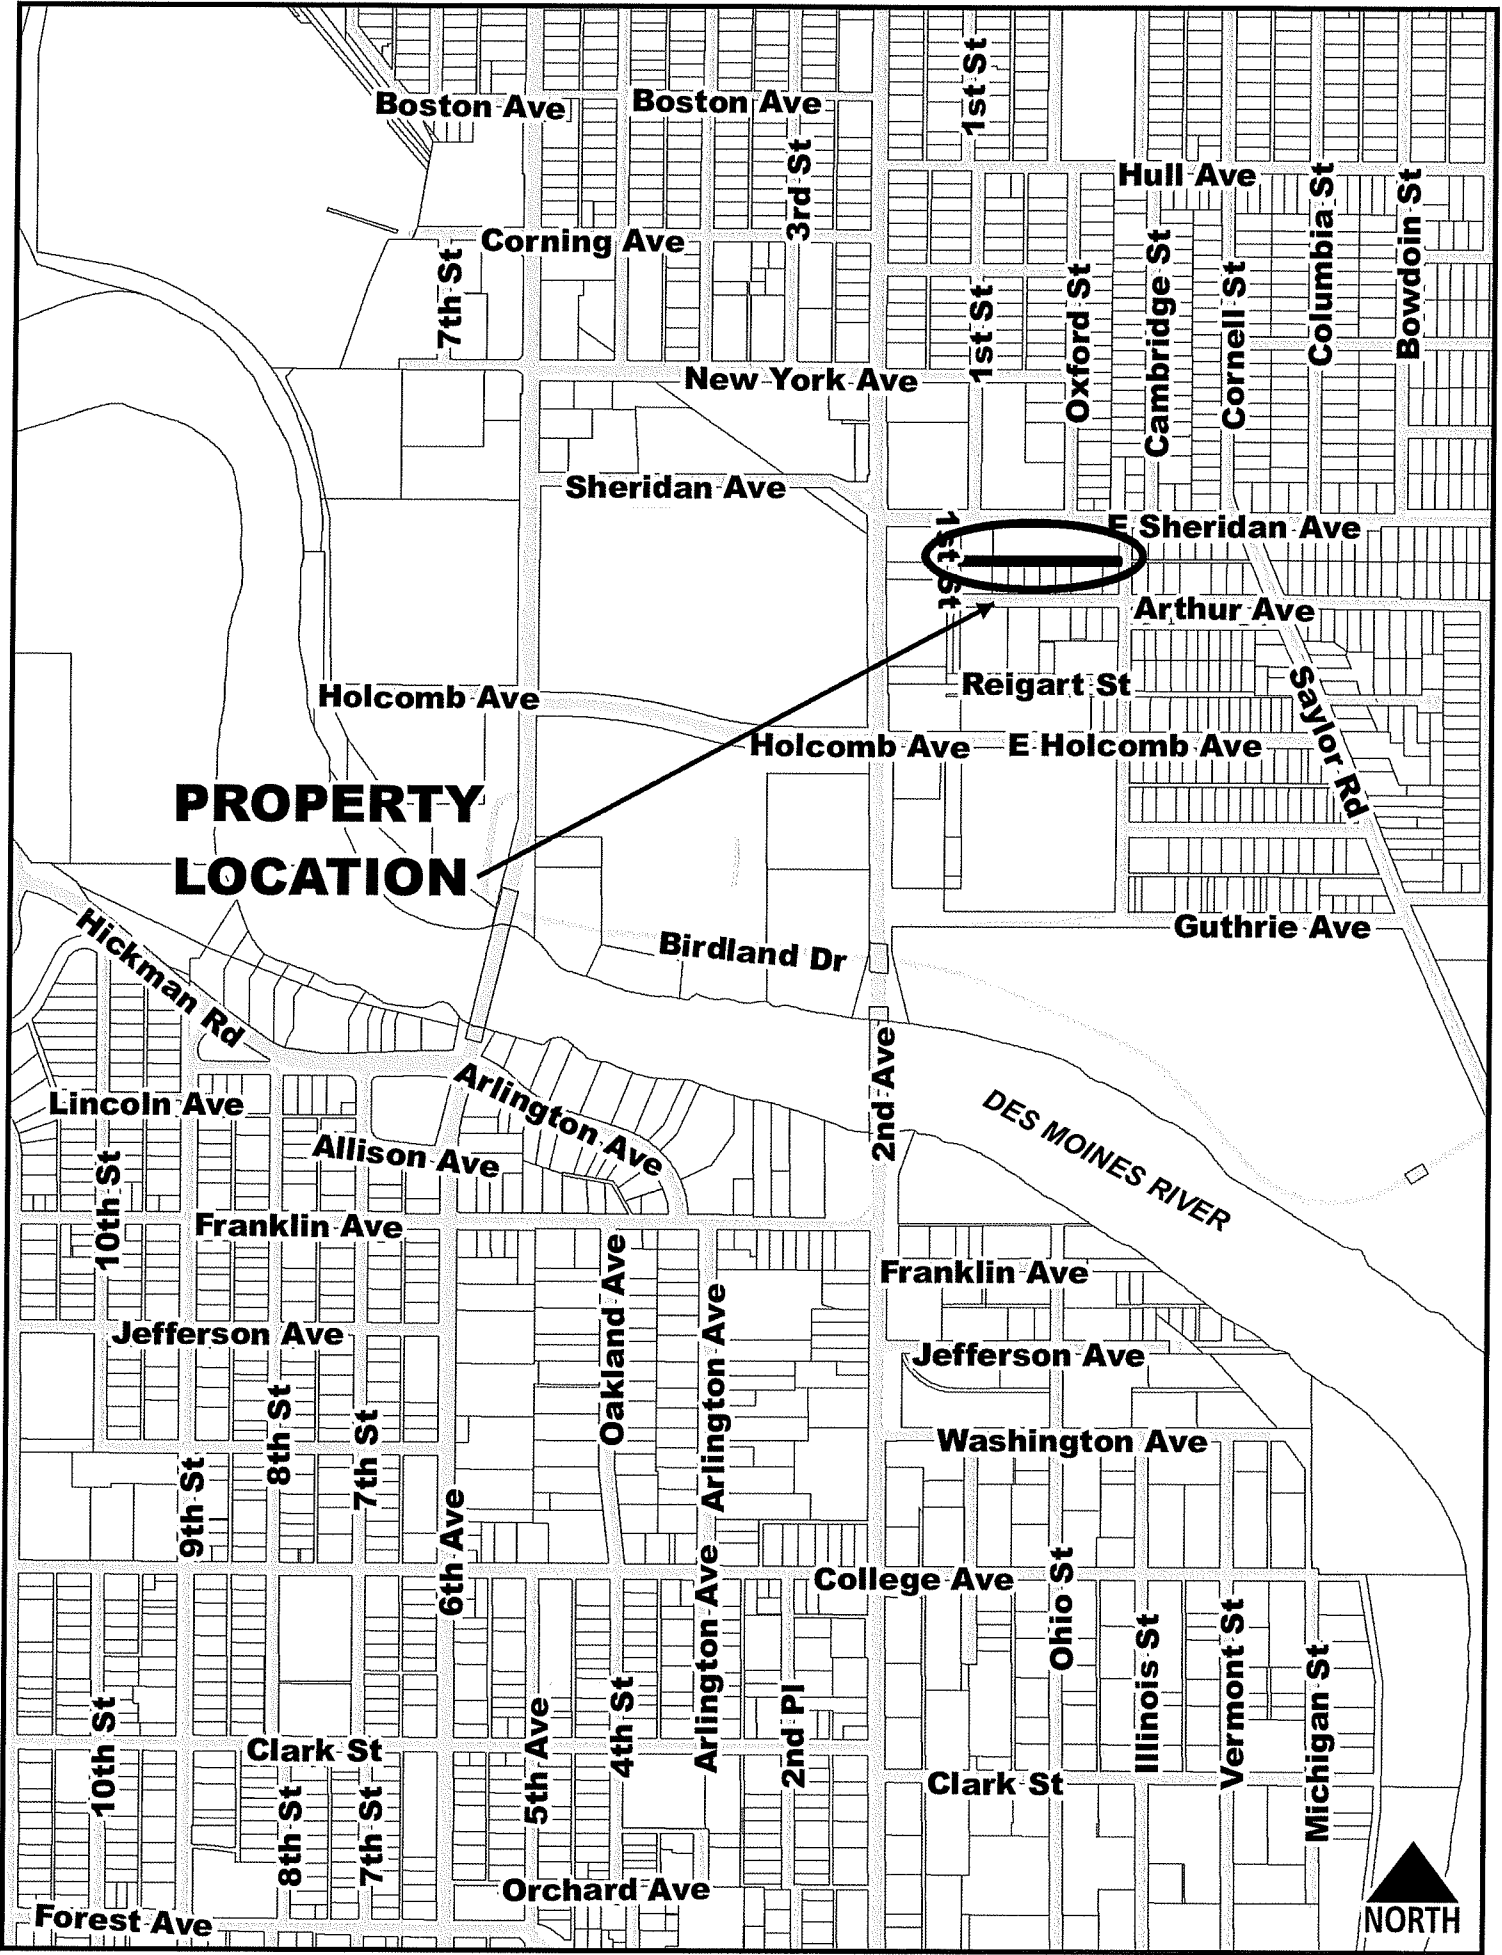 1st St
Boston Ave
Boston Ave
3rd St
Hull Ave
Columbia St
Bowdoin St
Corning Ave
7th St
Cambridge St
Cornell St
Oxford St
1st St
New York Ave
Sheridan Ave
E Sheridan Ave
1st St
Arthur Ave
Reigart St
Saylor Rd
Holcomb Ave
Holcomb Ave
E Holcomb Ave
PROPERTY
LOCATION
Hickman Rd
Birdland Dr
Guthrie Ave
2nd Ave
Arlington Ave
Lincoln Ave
DES MOINES RIVER
Allison Ave
10th St
Franklin Ave
Oakland Ave
Franklin Ave
Arlington Ave
Jefferson Ave
Jefferson Ave
8th St
7th St
9th St
Washington Ave
6th Ave
College Ave
Arlington Ave
Ohio St
Illinois St
Vermont St
Michigan St
10th St
4th St
2nd Pl
5th Ave
Clark St
Clark St
8th St
7th St
Orchard Ave
Forest Ave
NORTH